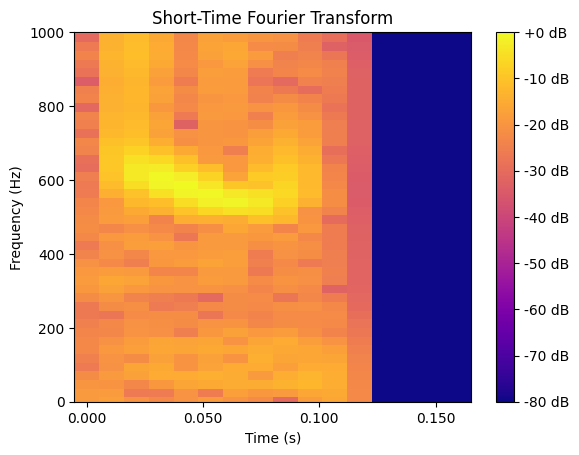 Short-Time Fourier Transform
1000
800
600
400
200
0
Frequency (Hz)
0.000
0.050
0.100
0.150
Time (s)
+0 dB
-10 dB
-20 dB
-30 dB
-40 dB
-50 dB
-60 dB
-70 dB
-80 dB